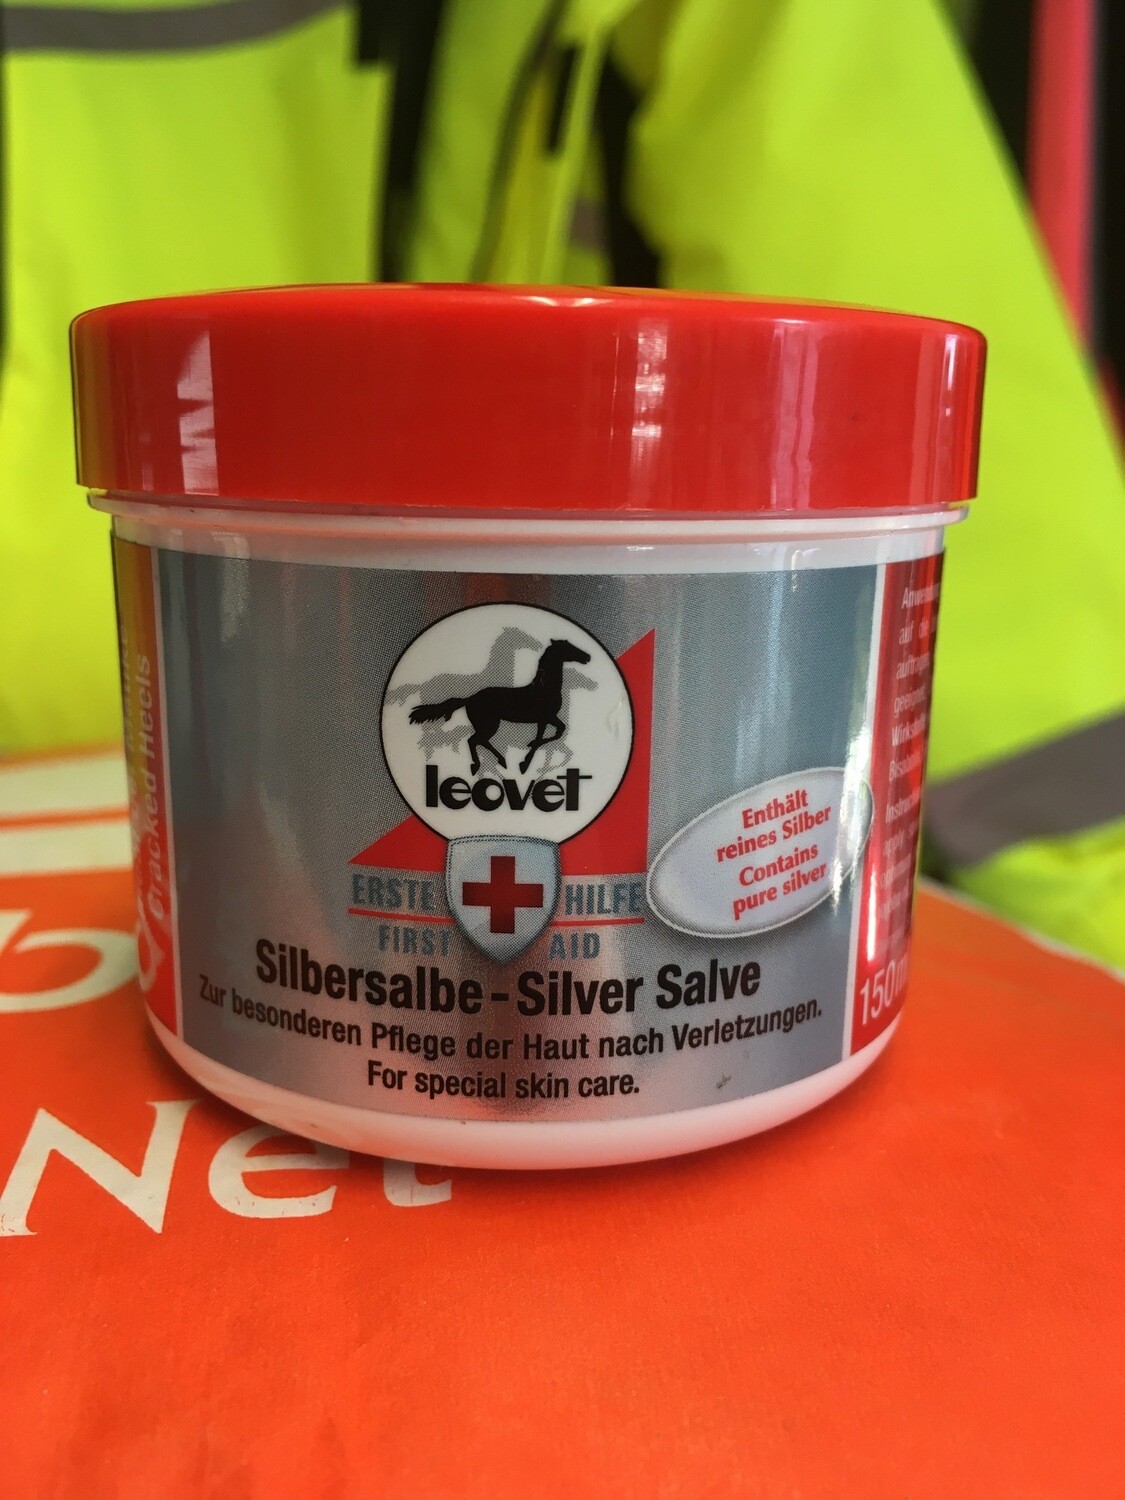 leovet
ERSTE HILFE
FIRST AID
Enthält
reines Silber
Contains
pure silver
Silbersalbe - Silver Salve
Zur besonderen Pflege der Haut nach Verletzungen.
For special skin care.
Cracked Heels
150m
Net